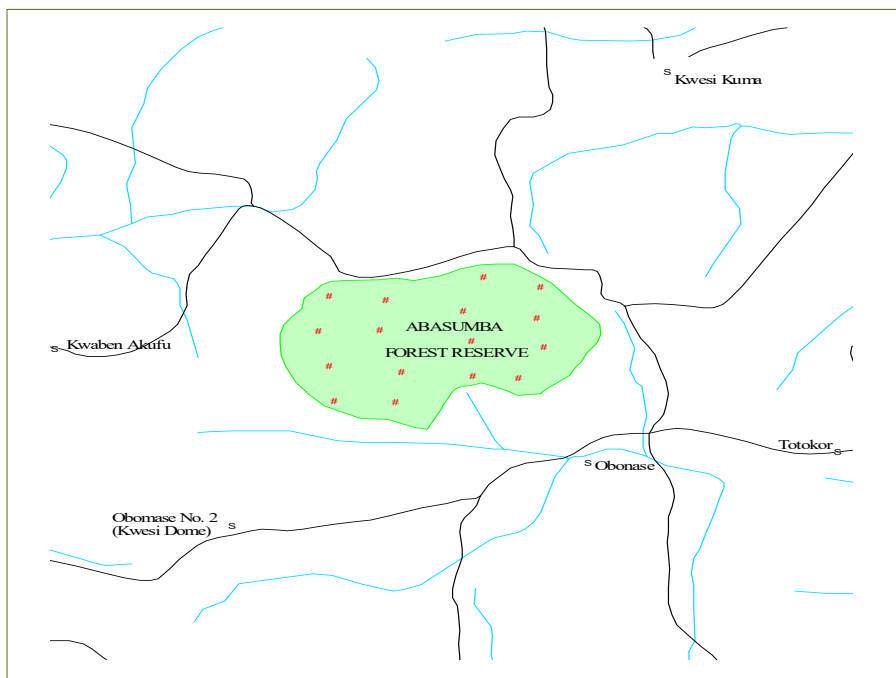 Kwesi Kuma
ABASUMBA
FOREST RESERVE
Kwaben Akufu
Totokor
Obonase
Obomase No. 2
(Kwesi Dome)